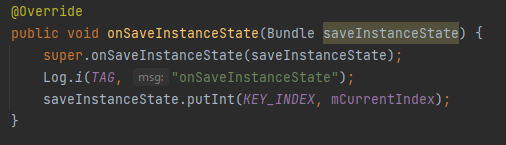 @Override
public void onSaveInstanceState(Bundle saveInstanceState) {
super.onSaveInstanceState(saveInstanceState);
Log.i(TAG, msg: "onSaveInstanceState");
saveInstanceState.putInt(KEY_INDEX, mCurrentIndex);
}